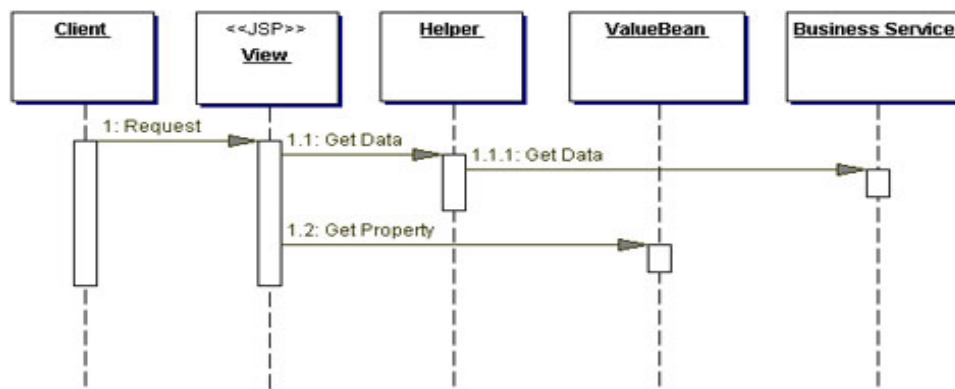 Client
<<JSP>>
View
Helper
ValueBean
Business Service
1: Request
1.1: Get Data
1.1.1: Get Data
1.2: Get Property